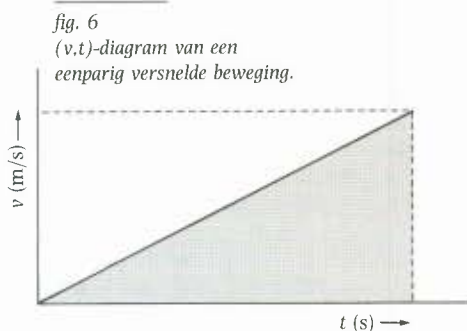 fig. 6
(v,t)-diagram van een
eenparig versnelde beweging.
v (m/s) →
t (s) →